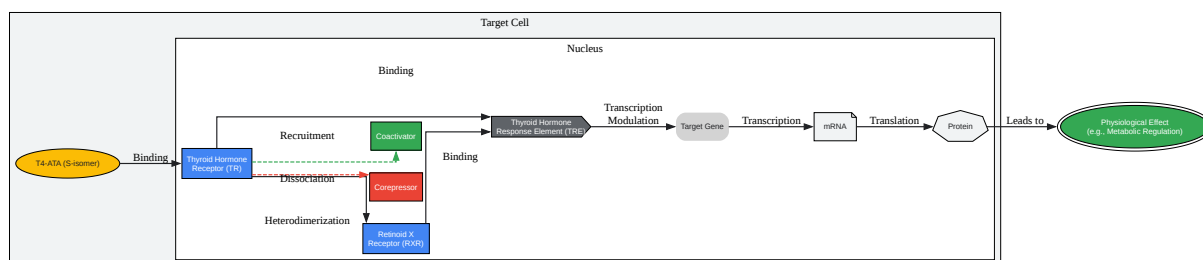 Target Cell
Nucleus
Binding
Thyroid Hormone
Response Element (TRE)
Transcription
Modulation
Target Gene
Transcription
mRNA
Translation
Protein
Leads to
Physiological Effect
(e.g., Metabolic Regulation)
Recruitment
Coactivator
Binding
T4-ATA (S-isomer)
Binding
Thyroid Hormone
Receptor (TR)
Dissociation
Corepressor
Heterodimerization
Retinoid X
Receptor (RXR)